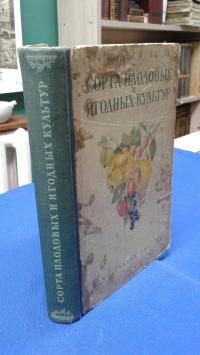 СОРТА ПЛОДОВЫХ
И
ЯГОДНЫХ КУЛЬТУР
СОРТА ПЛОДОВЫХ И ЯГОДНЫХ КУЛЬТУР